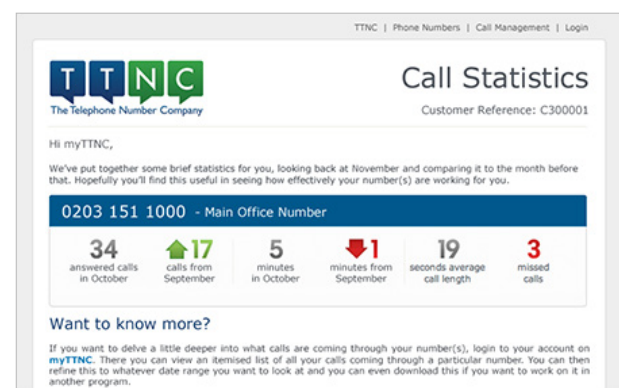 TTNC | Phone Numbers | Call Management | Login
TTNC
The Telephone Number Company
Call Statistics
Customer Reference: C300001
Hi myTTNC,
We've put together some brief statistics for you, looking back at November and comparing it to the month before
that. Hopefully you'll find this useful in seeing how effectively your number(s) are working for you.
0203 151 1000 - Main Office Number
34 17 5 1 19 3
answered calls calls from minutes minutes from seconds average missed
in October September in October September call length calls
Want to know more?
If you want to delve a little deeper into what calls are coming through your number(s), login to your account on
myTTNC. There you can view an itemised list of all your calls coming through a particular number. You can then
refine this to whatever date range you want to look at and you can even download this if you want to work on it in
another program.